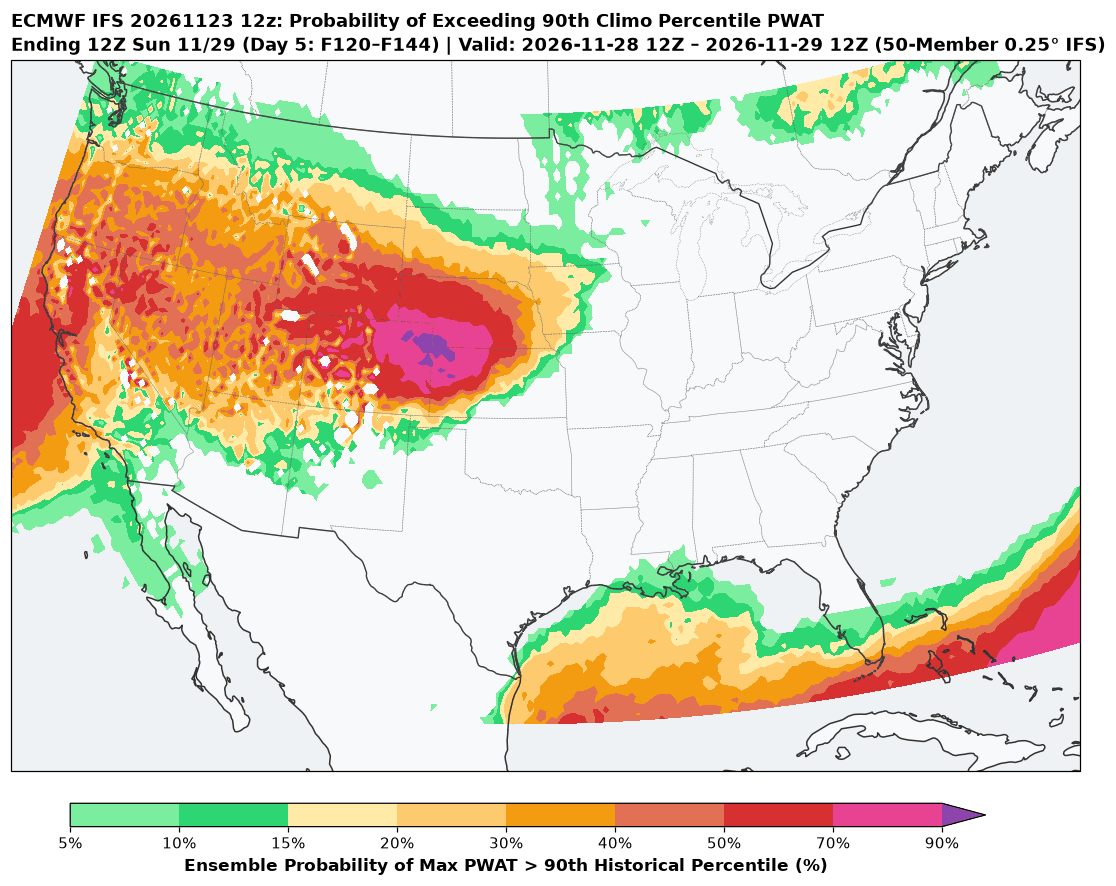 ECMWF IFS 20261123 12z: Probability of Exceeding 90th Climo Percentile PWAT
Ending 12Z Sun 11/29 (Day 5: F120–F144) | Valid: 2026-11-28 12Z – 2026-11-29 12Z (50-Member 0.25° IFS)
5% 10% 15% 20% 30% 40% 50% 70% 90%
Ensemble Probability of Max PWAT > 90th Historical Percentile (%)